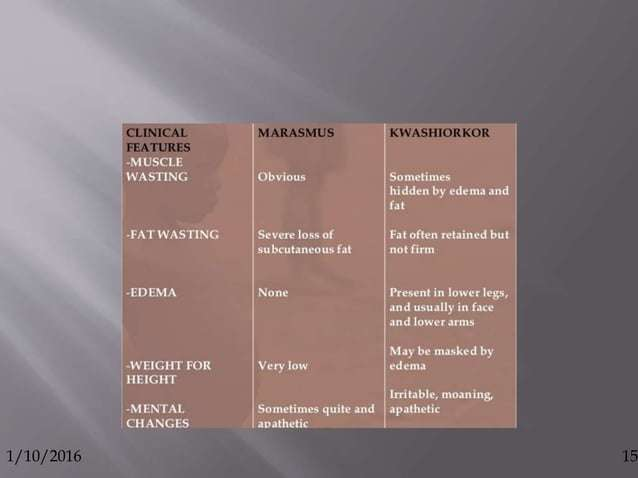 CLINICAL FEATURES MARASMUS KWASHIORKOR
-MUSCLE WASTING Obvious Sometimes hidden by edema and fat
-FAT WASTING Severe loss of subcutaneous fat Fat often retained but not firm
-EDEMA None Present in lower legs, and usually in face and lower arms
-WEIGHT FOR HEIGHT Very low May be masked by edema
-MENTAL CHANGES Sometimes quite and apathetic Irritable, moaning, apathetic
1/10/2016 15